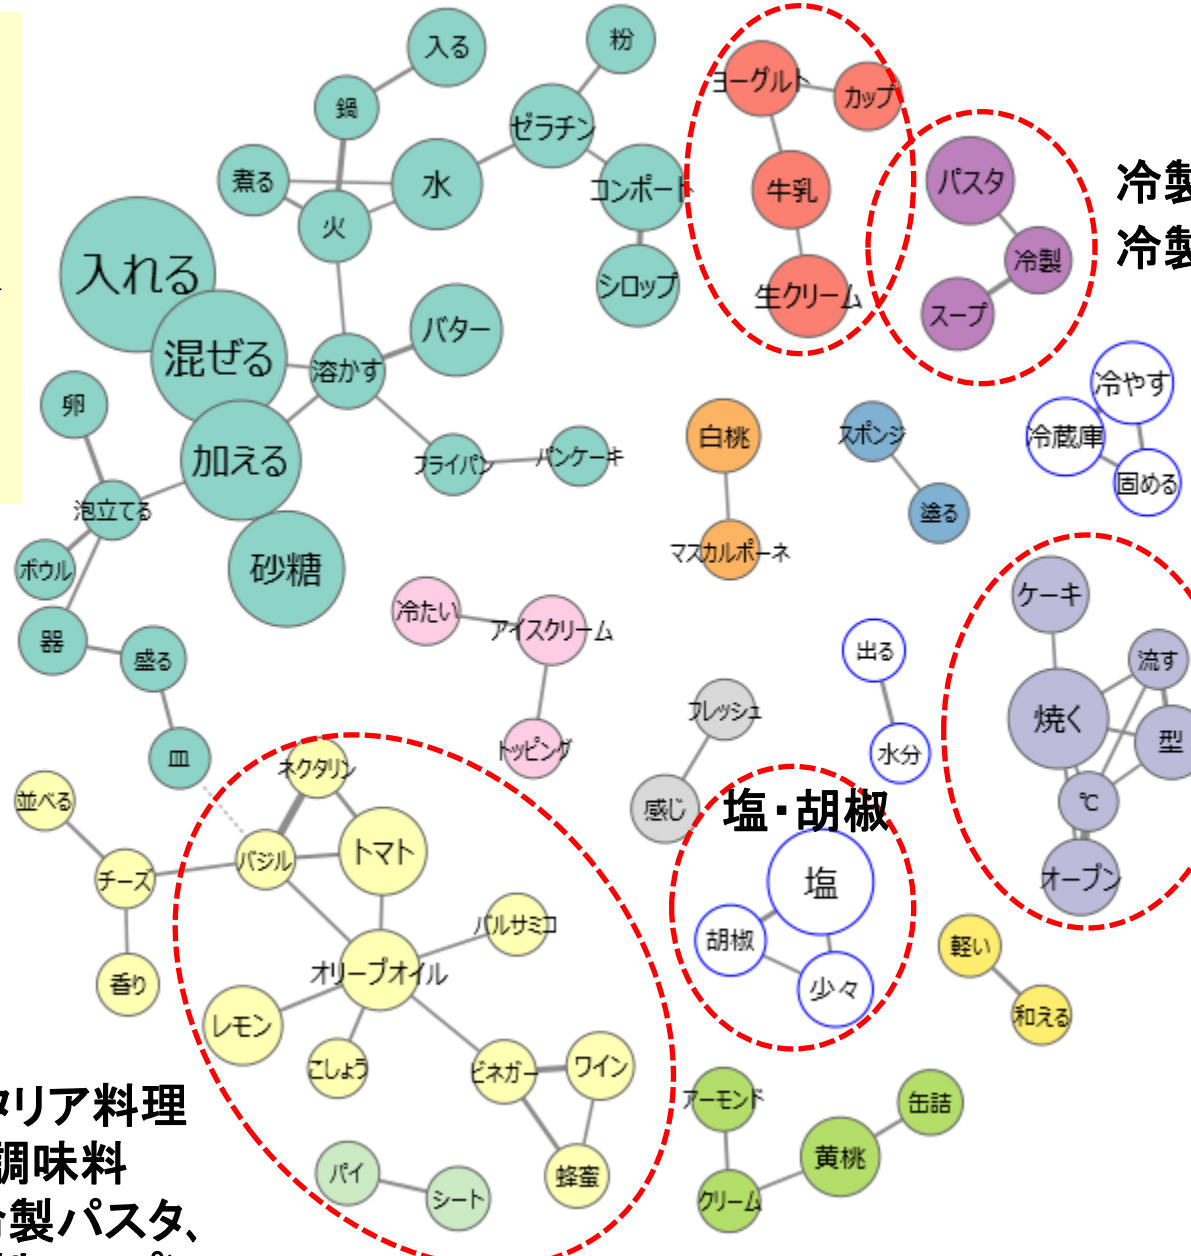 入る
粉
ヨーグルト
カップ
鍋
ゼラチン
煮る
水
コンポート
牛乳
パスタ
冷製
火
冷製
冷製
入れる
シロップ
生クリーム
スープ
混ぜる
溶かす
バター
冷やす
卵
白桃
スポンジ
冷蔵庫
加える
フライパン
パンケーキ
固める
泡立てる
塗る
ボウル
砂糖
マスカルポーネ
ケーキ
冷たい
アイスクリーム
器
盛る
出る
流す
フレッシュ
焼く
型
トッピング
水分
皿
ネクタリン
並べる
感じ
塩・胡椒
℃
バジル
トマト
チーズ
塩
オーブン
バルサミコ
胡椒
軽い
オリーブオイル
香り
少々
レモン
和える
こしょう
ビネガー
ワイン
タリア料理
アーモンド
缶詰
調味料
パイ
蜂蜜
黄桃
シート
クリーム
冷製パスタ、